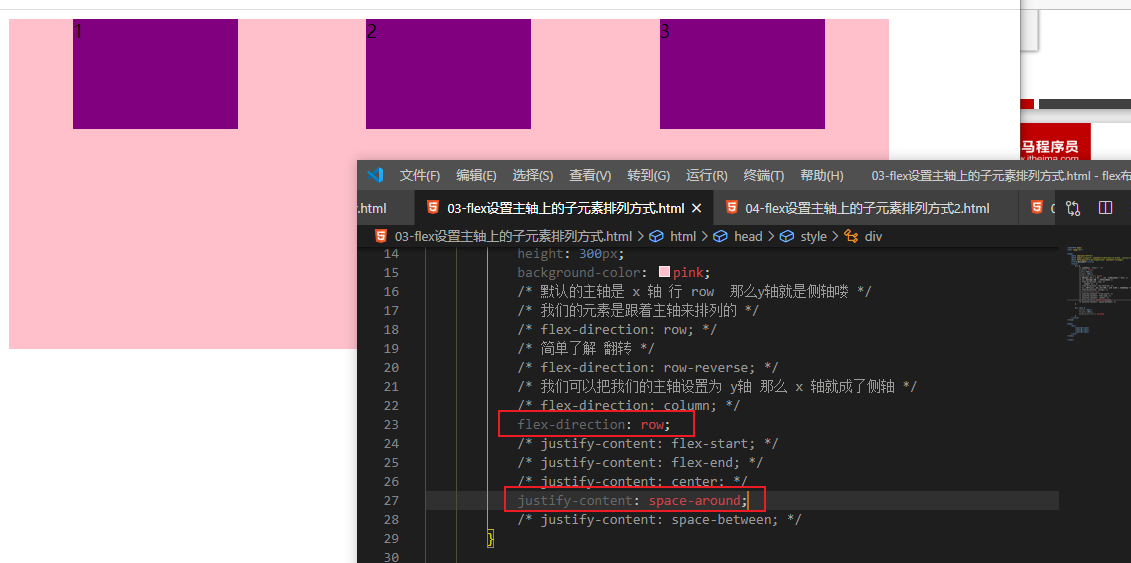 1 2 3
马程序员
.itheima.com
文件(F) 编辑(E) 选择(S) 查看(V) 转到(G) 运行(R) 终端(T) 帮助(H) 03-flex设置主轴上的子元素排列方式.html - flex布
.html 03-flex设置主轴上的子元素排列方式.html × 04-flex设置主轴上的子元素排列方式2.html
03-flex设置主轴上的子元素排列方式.html > html > head > style > div
14 height: 300px;
15 background-color: pink;
16 /* 默认的主轴是 x 轴 行 row 那么y轴就是侧轴喽 */
17 /* 我们的元素是跟着主轴来排列的 */
18 /* flex-direction: row; */
19 /* 简单了解 翻转 */
20 /* flex-direction: row-reverse; */
21 /* 我们可以把我们的主轴设置为 y轴 那么 x 轴就成了侧轴 */
22 /* flex-direction: column; */
23 flex-direction: row;
24 /* justify-content: flex-start; */
25 /* justify-content: flex-end; */
26 /* justify-content: center; */
27 justify-content: space-around;
28 /* justify-content: space-between; */
29 }
30